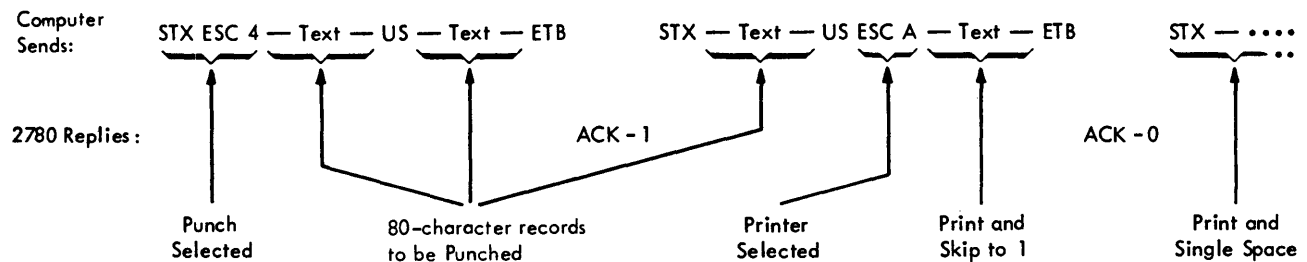 Computer
Sends:
STX ESC 4 — Text — US — Text — ETB STX — Text — US ESC A — Text — ETB STX — ••••
••
2780 Replies: ACK - 1 ACK - 0
Punch
Selected
80-character records
to be Punched
Printer
Selected
Print and
Skip to 1
Print and
Single Space